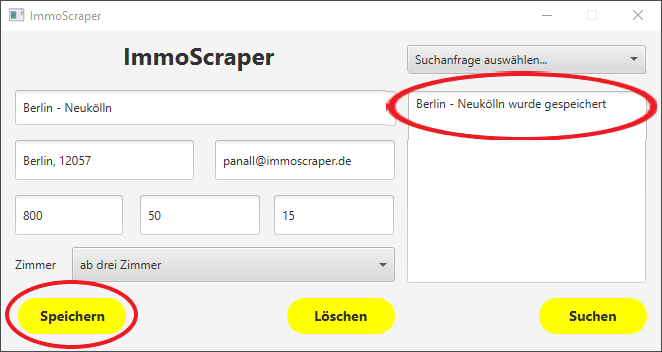 ImmoScraper
ImmoScraper
Suchanfrage auswählen...
Berlin - Neukölln
Berlin - Neukölln wurde gespeichert
Berlin, 12057
panall@immoscraper.de
800
50
15
Zimmer
ab drei Zimmer
Speichern
Löschen
Suchen